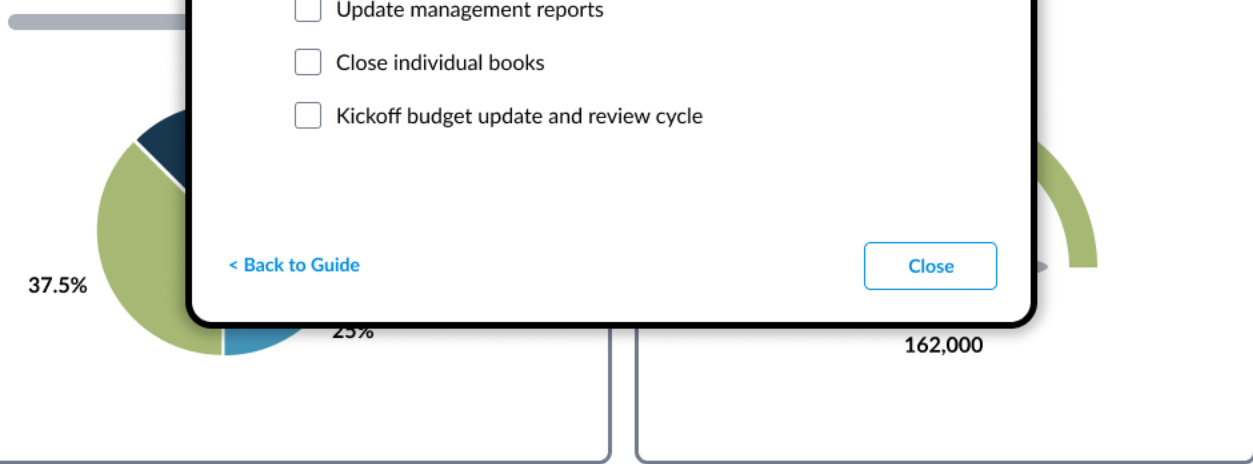 Update management reports
Close individual books
Kickoff budget update and review cycle
< Back to Guide
Close
37.5%
25%
162,000